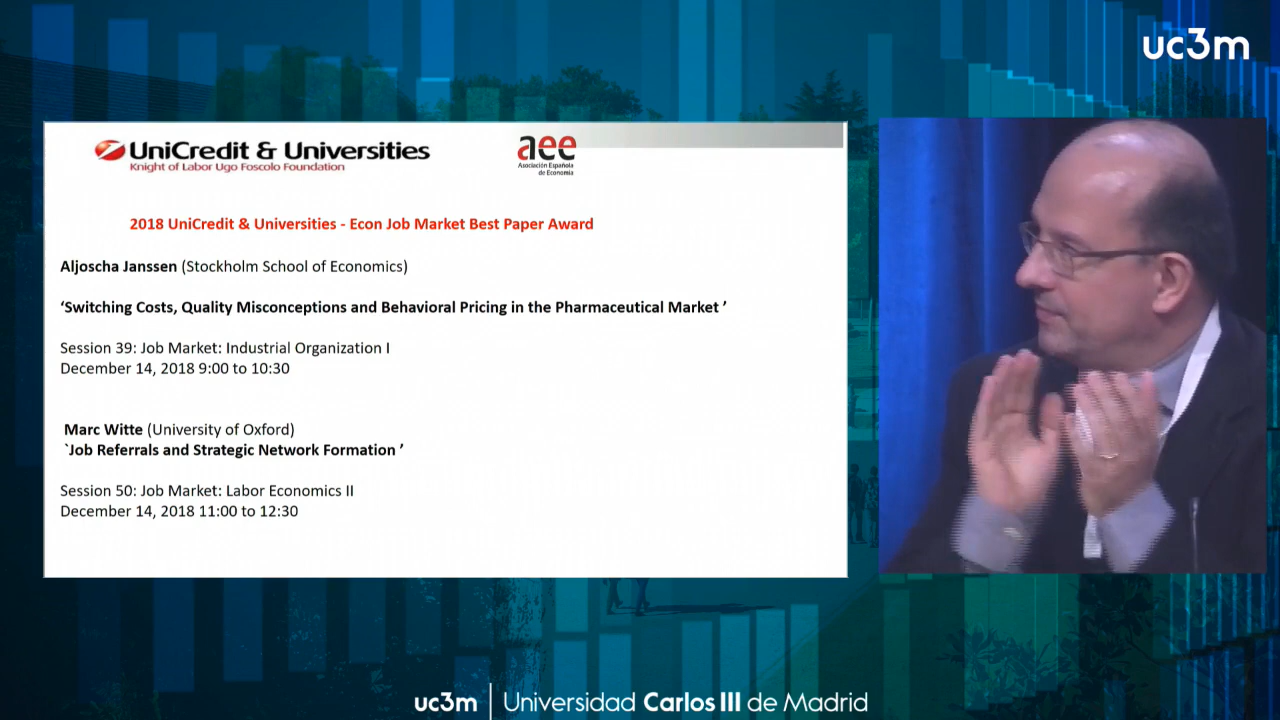 uc3m
UniCredit & Universities
Knight of Labor Ugo Foscolo Foundation
aee
Asociación Española
de Economía
2018 UniCredit & Universities - Econ Job Market Best Paper Award
Aljoscha Janssen (Stockholm School of Economics)
‘Switching Costs, Quality Misconceptions and Behavioral Pricing in the Pharmaceutical Market ’
Session 39: Job Market: Industrial Organization I
December 14, 2018 9:00 to 10:30
Marc Witte (University of Oxford)
`Job Referrals and Strategic Network Formation ’
Session 50: Job Market: Labor Economics II
December 14, 2018 11:00 to 12:30
uc3m | Universidad Carlos III de Madrid